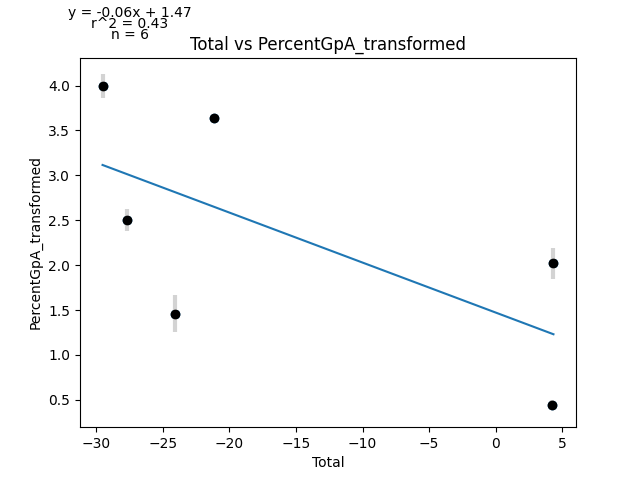 y = -0.06x + 1.47
r^2 = 0.43
n = 6
Total vs PercentGpA_transformed
PercentGpA_transformed
4.0
3.5
3.0
2.5
2.0
1.5
1.0
0.5
−30
−25
−20
−15
−10
−5
0
5
Total